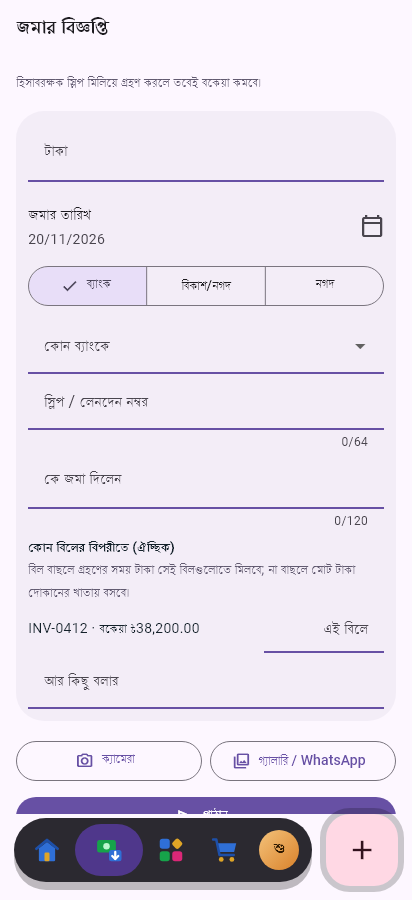 জমার বিজ্ঞপ্তি
হিসাবরক্ষক স্লিপ মিলিয়ে গ্রহণ করলে তবেই বকেয়া কমবে।
টাকা
জমার তারিখ
20/11/2026
ব্যাংক
বিকাশ/নগদ
নগদ
কোন ব্যাংকে
স্লিপ / লেনদেন নম্বর
0/64
কে জমা দিলেন
0/120
কোন বিলের বিপরীতে (ঐচ্ছিক)
বিল বাছলে গ্রহণের সময় টাকা সেই বিলগুলোতে মিলবে; না বাছলে মোট টাকা
দোকানের খাতায় বসবে।
INV-0412 · বকেয়া ৳38,200.00
এই বিলে
আর কিছু বলার
ক্যামেরা
গ্যালারি / WhatsApp
শু